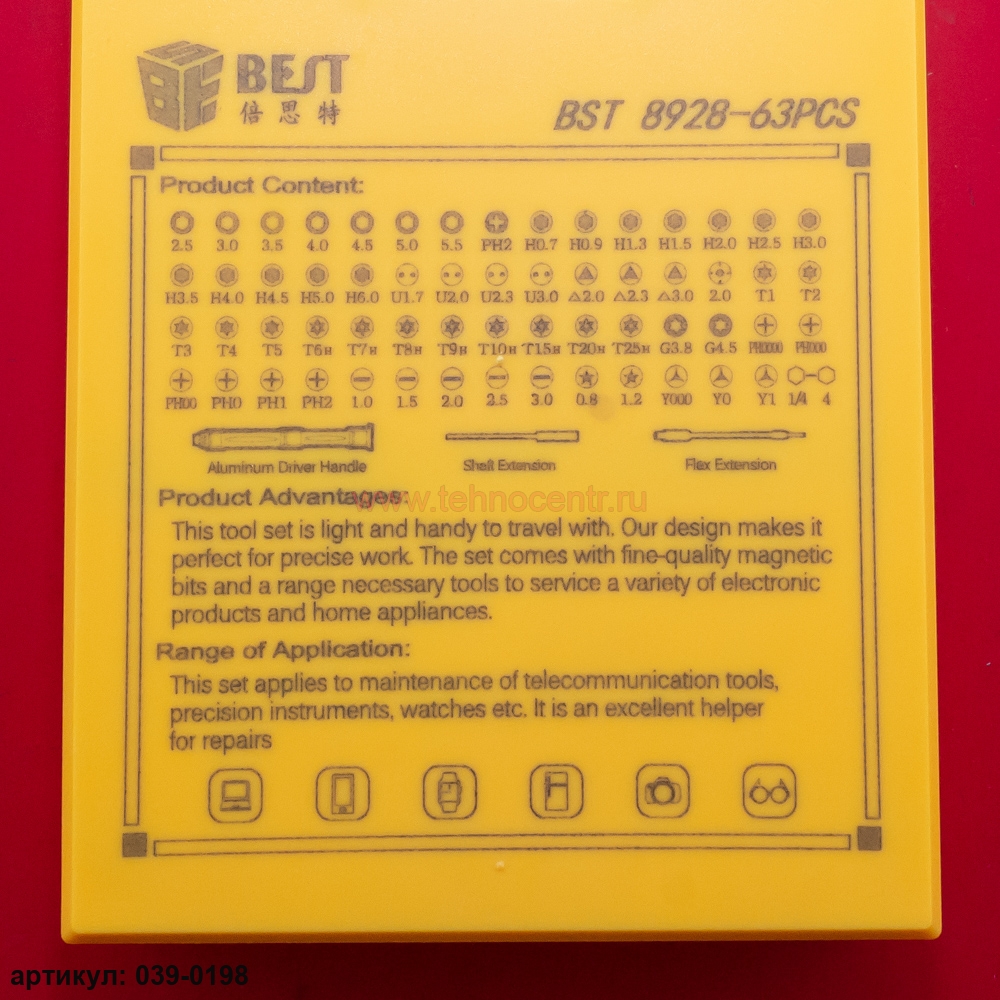 BEST
倍思特
BST 8928-63PCS
Product Content:
2.5 3.0 3.5 4.0 4.5 5.0 5.5 PH2 H0.7 H0.9 H1.3 H1.5 H2.0 H2.5 H3.0
H3.5 H4.0 H4.5 H5.0 H6.0 U1.7 U2.0 U2.3 U3.0 △2.0 △2.3 △3.0 2.0 T1 T2
T3 T4 T5 T6H T7H T8H T9H T10H T15H T20H T25H G3.8 G4.5 PH0000 PH000
PH00 PH0 PH1 PH2 1.0 1.5 2.0 2.5 3.0 0.8 1.2 Y000 Y0 Y1 1/4 4
Aluminum Driver Handle Shaft Extension Flex Extension
Product Advantages:
www.tehnocentr.ru
This tool set is light and handy to travel with. Our design makes it
perfect for precise work. The set comes with fine-quality magnetic
bits and a range necessary tools to service a variety of electronic
products and home appliances.
Range of Application:
This set applies to maintenance of telecommunication tools,
precision instruments, watches etc. It is an excellent helper
for repairs
артикул: 039-0198